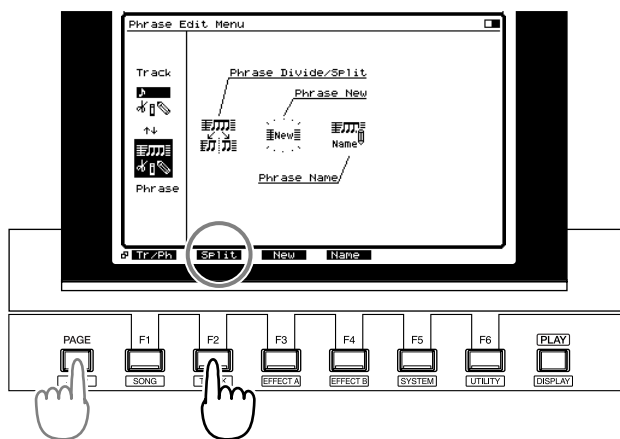 Phrase Edit Menu
Track
Phrase
Phrase Divide/Split
Phrase New
New
Name
Phrase Name
Tr/Ph
Split
New
Name
PAGE
F1
F2
F3
F4
F5
F6
PLAY
SONG
EFFECT A
EFFECT B
SYSTEM
UTILITY
DISPLAY